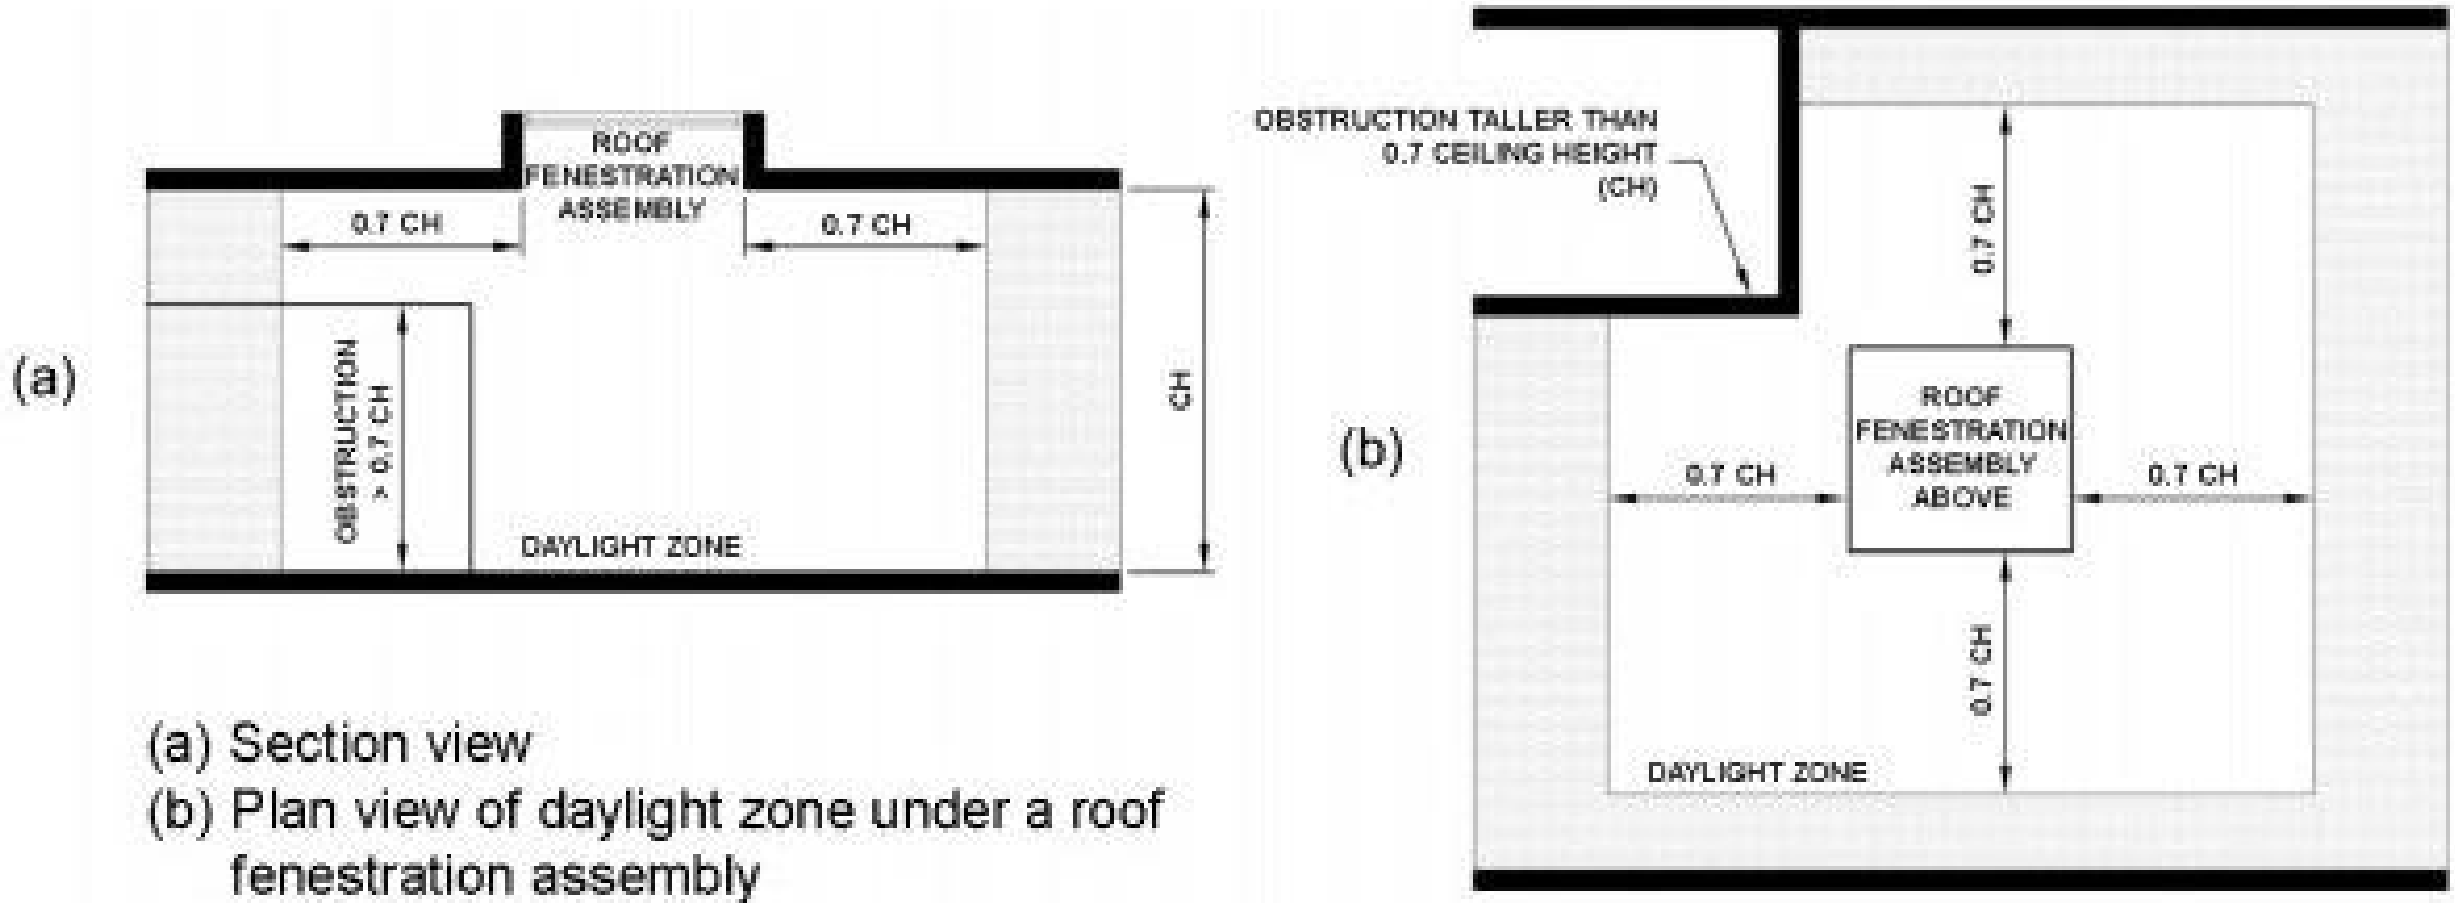 ROOF
FENESTRATION
ASSEMBLY
0.7 CH
0.7 CH
(a)
OBSTRUCTION
> 0.7 CH
CH
DAYLIGHT ZONE
(a) Section view
(b) Plan view of daylight zone under a roof
fenestration assembly
OBSTRUCTION TALLER THAN
0.7 CEILING HEIGHT
(CH)
0.7 CH
(b)
ROOF
FENESTRATION
ASSEMBLY
ABOVE
0.7 CH
0.7 CH
0.7 CH
DAYLIGHT ZONE